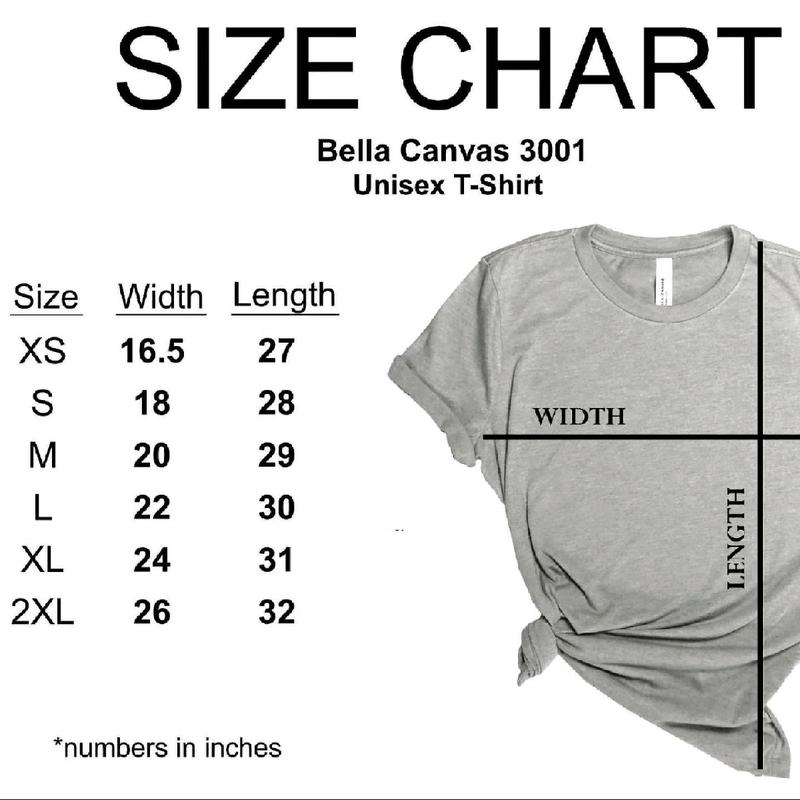 SIZE CHART
Bella Canvas 3001
Unisex T-Shirt
Size Width Length
XS 16.5 27
S 18 28
M 20 29
L 22 30
XL 24 31
2XL 26 32
*numbers in inches
WIDTH
LENGTH